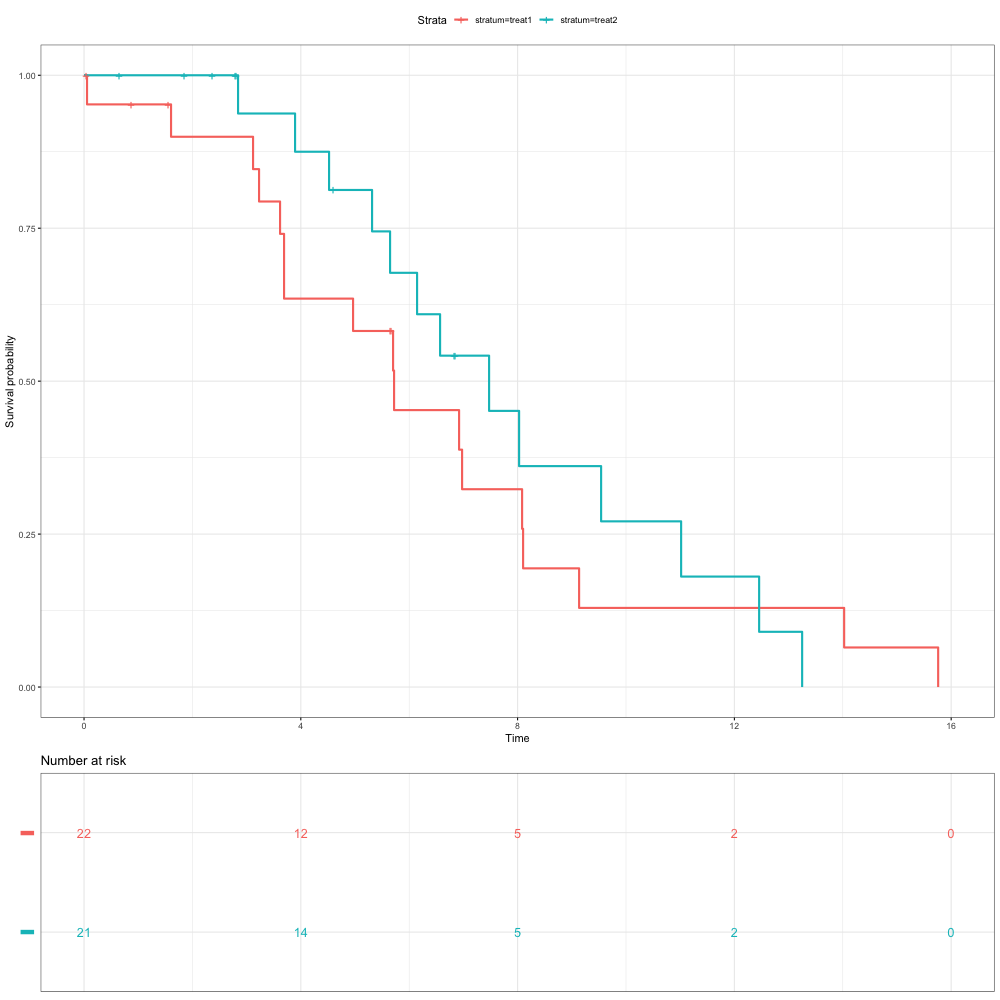 Strata stratum=treat1 stratum=treat2
Survival probability
1.00
0.75
0.50
0.25
0.00
0 4 8 12 16
Time
Number at risk
22 12 5 2 0
21 14 5 2 0